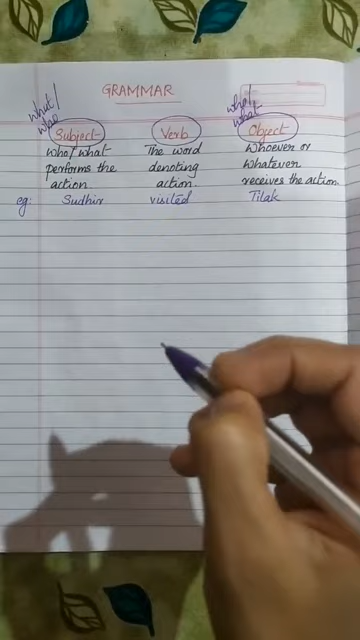 GRAMMAR
what/ who/
who what
Subject Verb Object
who/what The word Whoever or
performs the denoting whatever
action action. receives the action.
eg: Sudhir visited Tilak